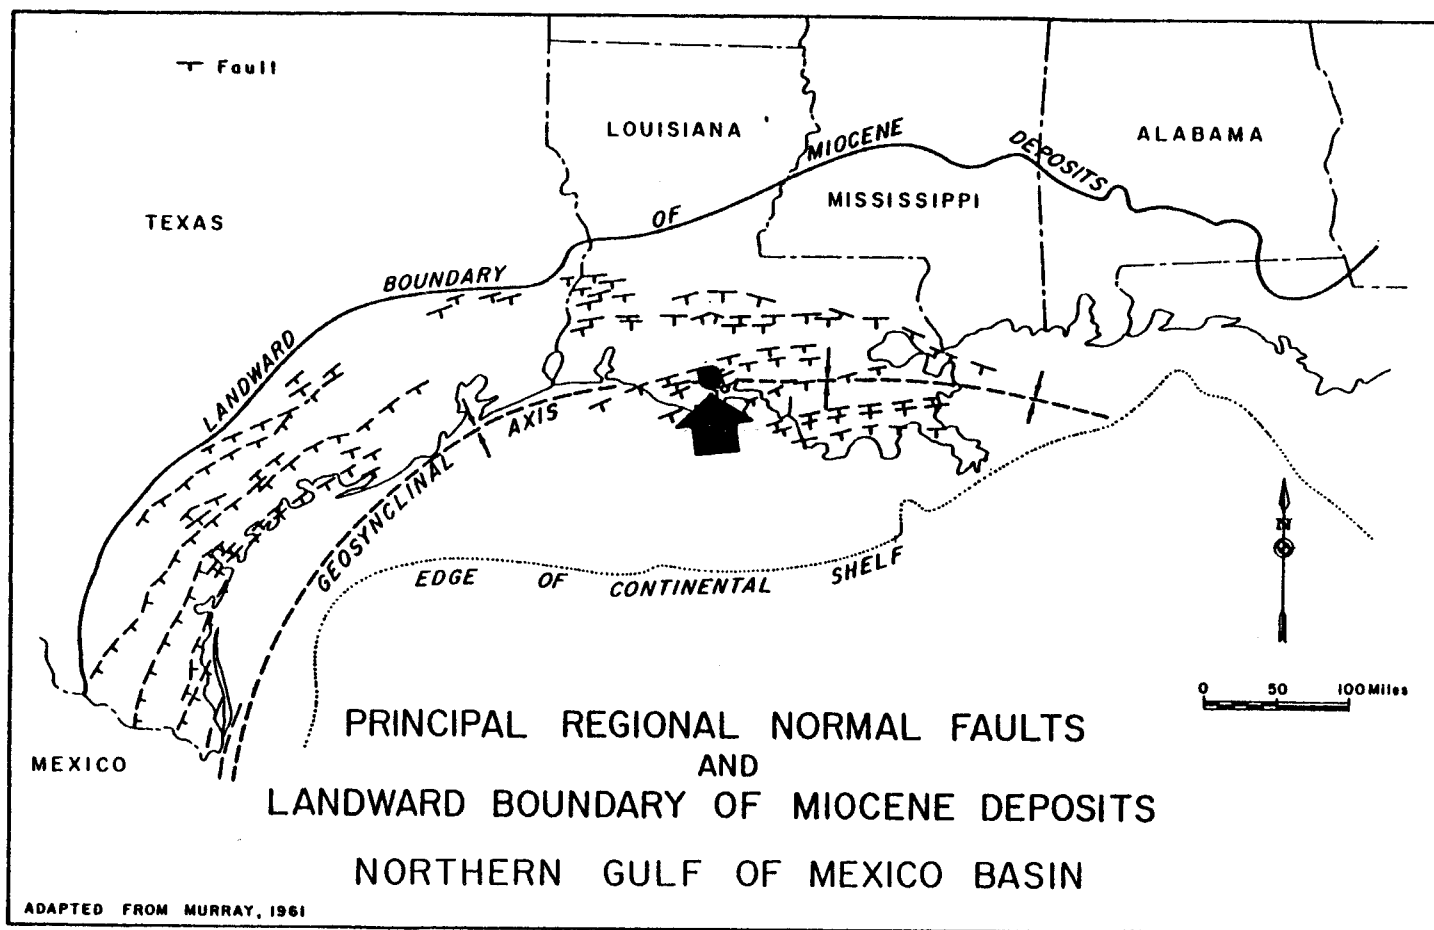 Fault
LOUISIANA
ALABAMA
MISSISSIPPI
TEXAS
LANDWARD BOUNDARY OF MIOCENE DEPOSITS
GEOSYNCLINAL AXIS
EDGE OF CONTINENTAL SHELF
N
0 50 100 Miles
MEXICO
PRINCIPAL REGIONAL NORMAL FAULTS
AND
LANDWARD BOUNDARY OF MIOCENE DEPOSITS
NORTHERN GULF OF MEXICO BASIN
ADAPTED FROM MURRAY, 1961